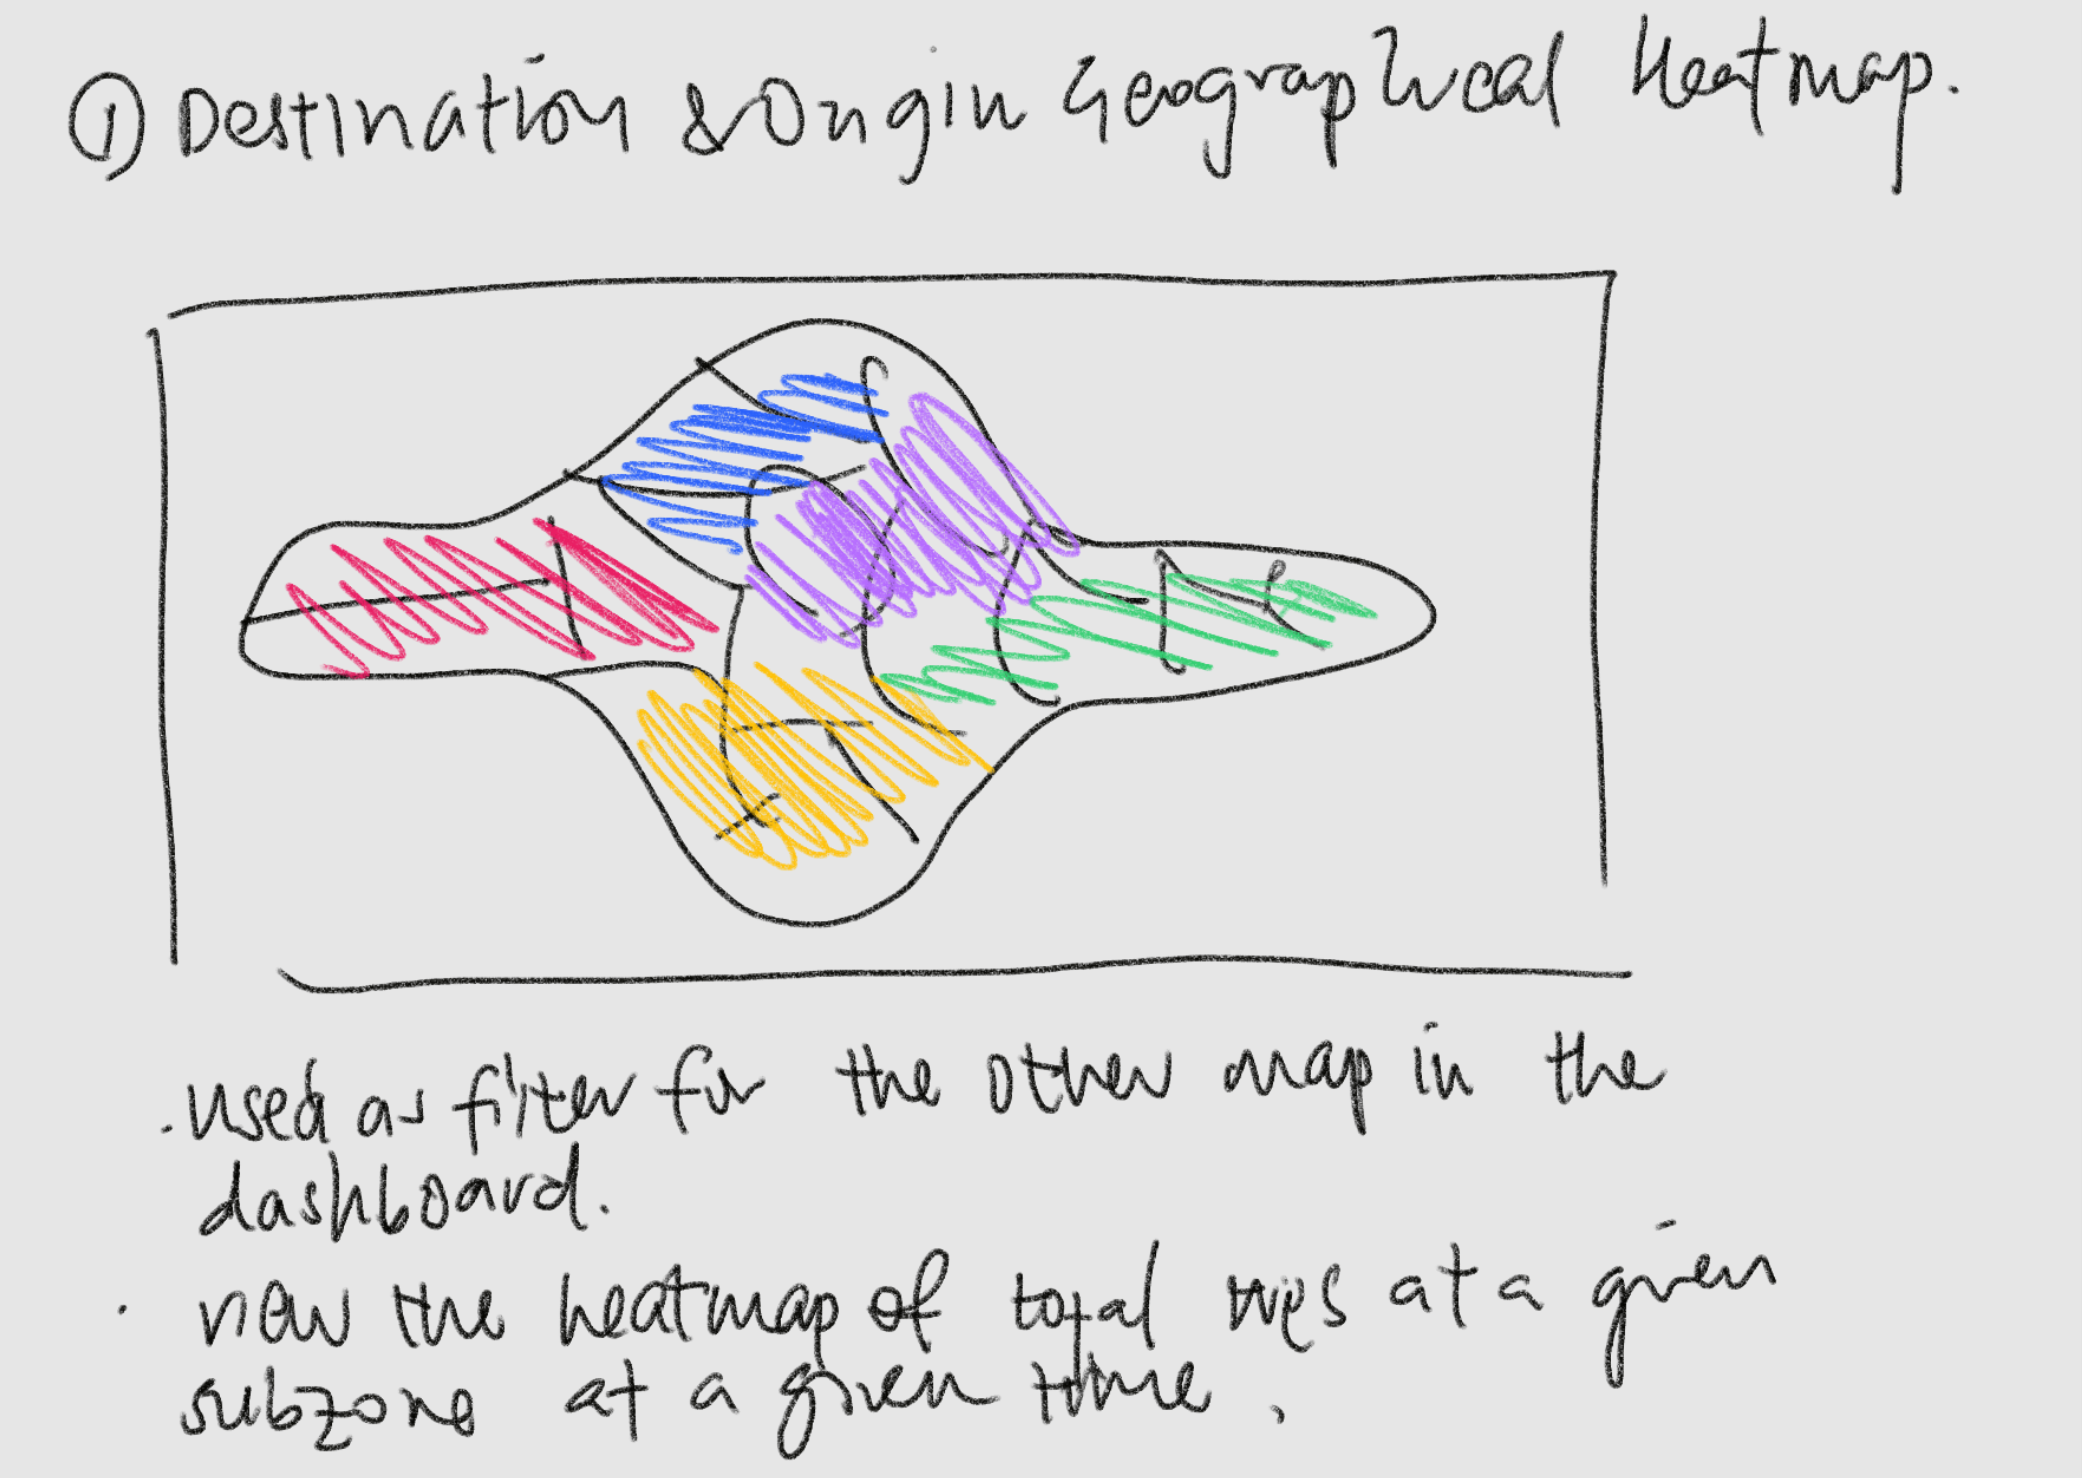 ① Destination & Origin Geographical Heatmap.
. used as filter for the other map in the
dashboard.
. view the heatmap of total trips at a given
subzone at a given time.